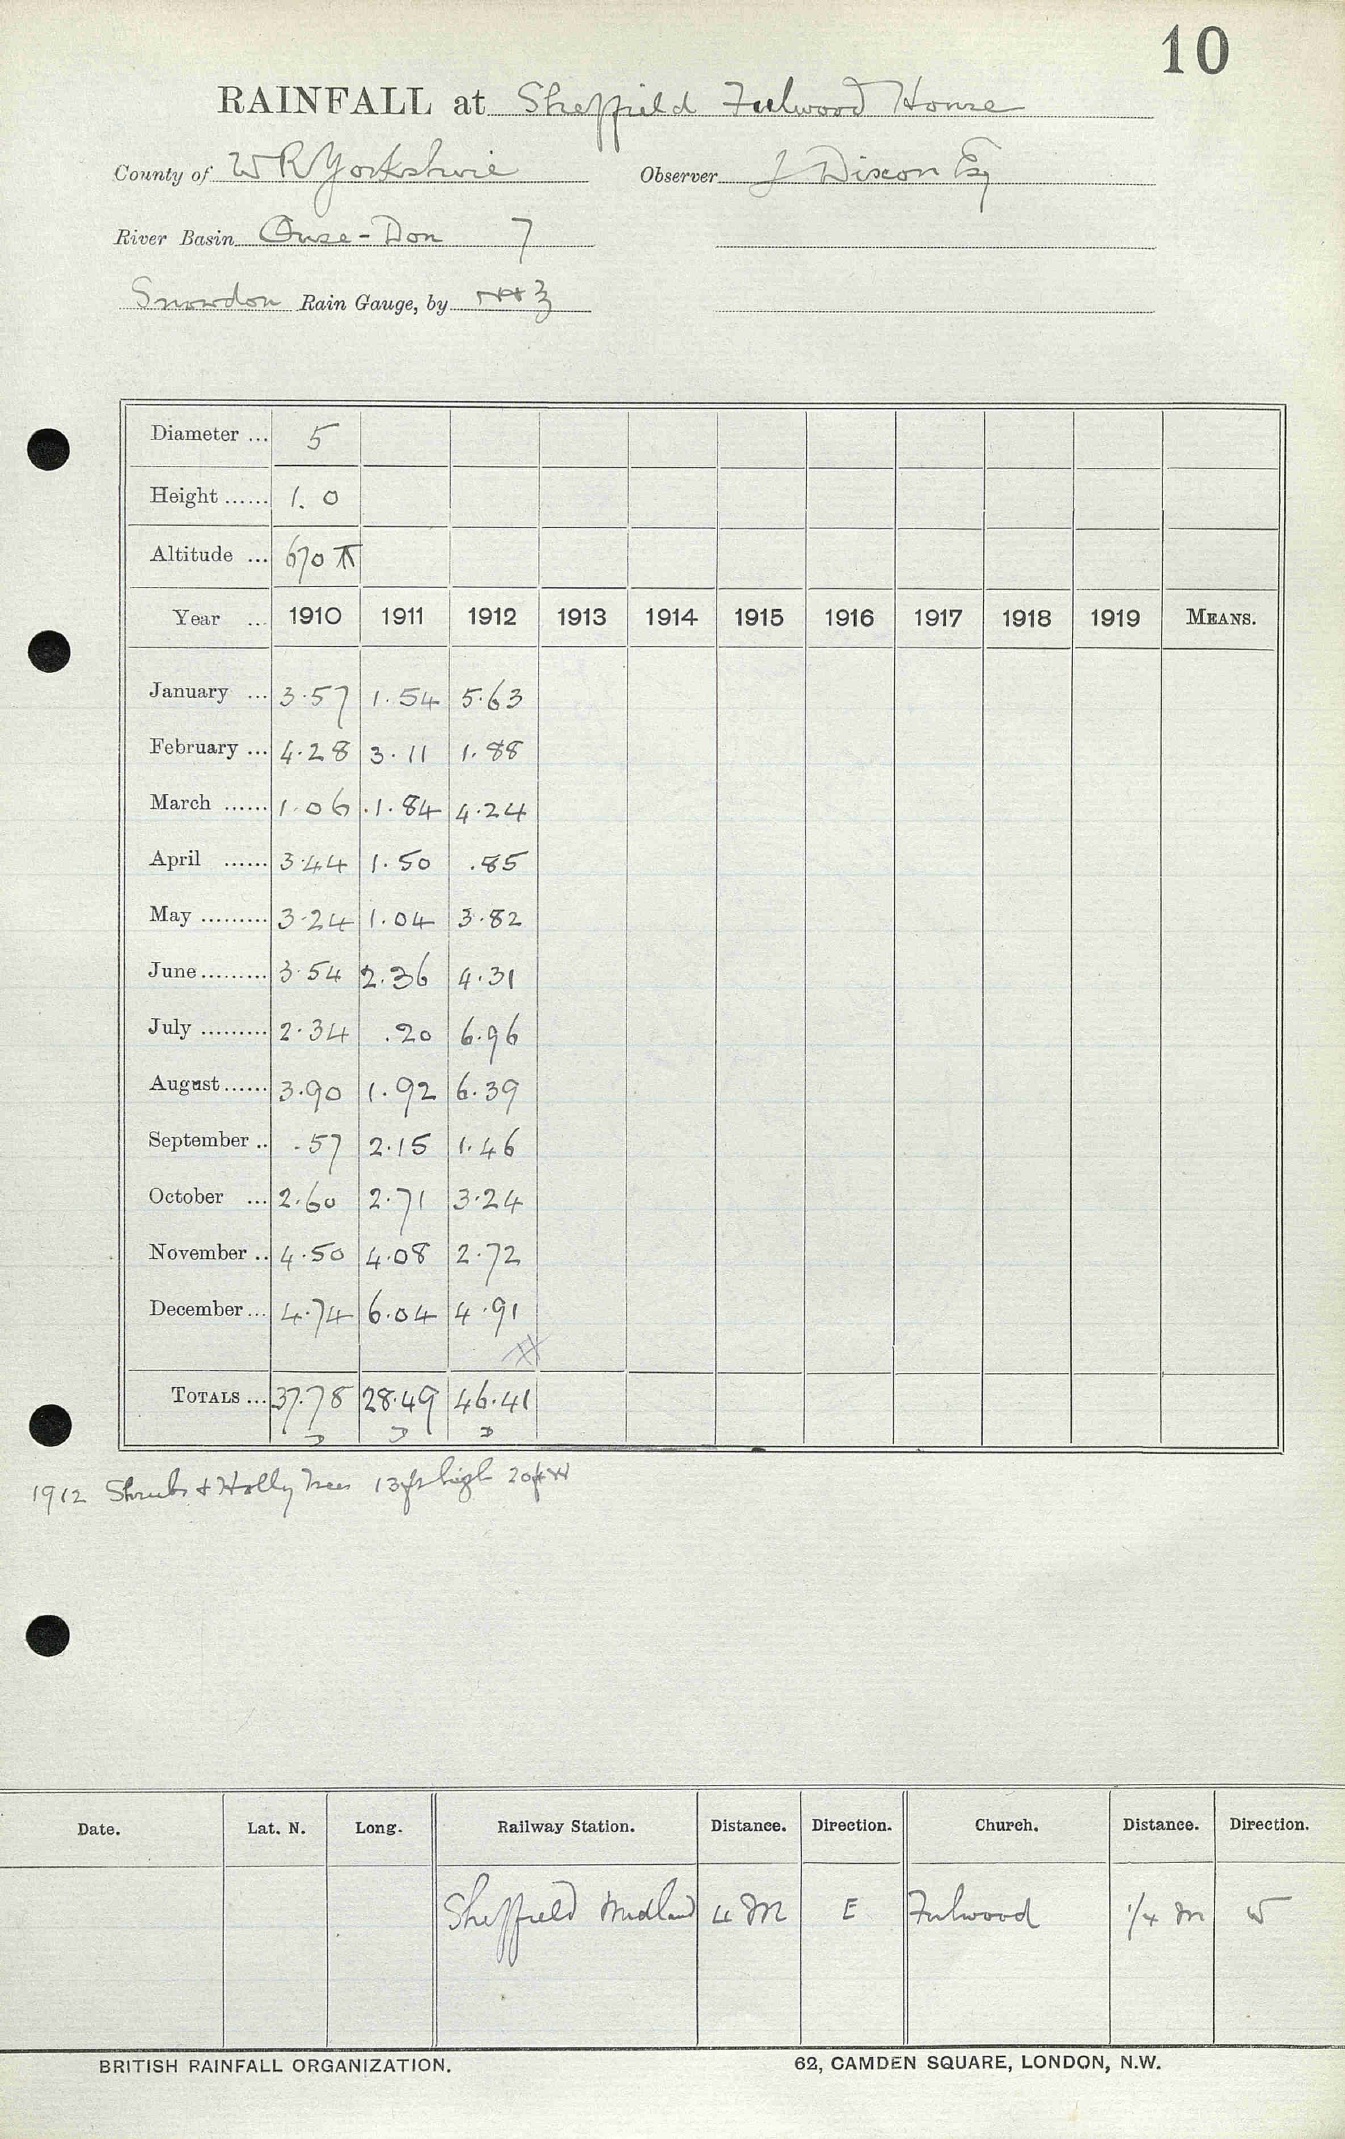 10
RAINFALL at Sheffield Fulwood House
County of W R Yorkshire Observer J Dixon Esq
River Basin Ouse-Don 7
Snowdon Rain Gauge, by
Diameter ... 5
Height ...... 1.0
Altitude ... 670
Year ... 1910 1911 1912 1913 1914 1915 1916 1917 1918 1919 MEANS.
January ... 3.57 1.54 5.63
February ... 4.28 3.11 1.88
March ...... 1.06 1.84 4.24
April ...... 3.44 1.50 .85
May ......... 3.24 1.04 3.82
June ......... 3.54 2.36 4.31
July ......... 2.34 .20 6.96
August ...... 3.90 1.92 6.39
September .. .57 2.15 1.46
October ... 2.60 2.71 3.24
November .. 4.50 4.08 2.72
December ... 4.74 6.04 4.91
TOTALS ... 37.78 28.49 46.41
1912 Shrubs & Holly Trees 13ft high 20ft
Date. Lat. N. Long. Railway Station. Distance. Direction. Church. Distance. Direction.
Sheffield Midland 4 M E Fulwood 1/4 m W
BRITISH RAINFALL ORGANIZATION. 62, CAMDEN SQUARE, LONDON, N.W.